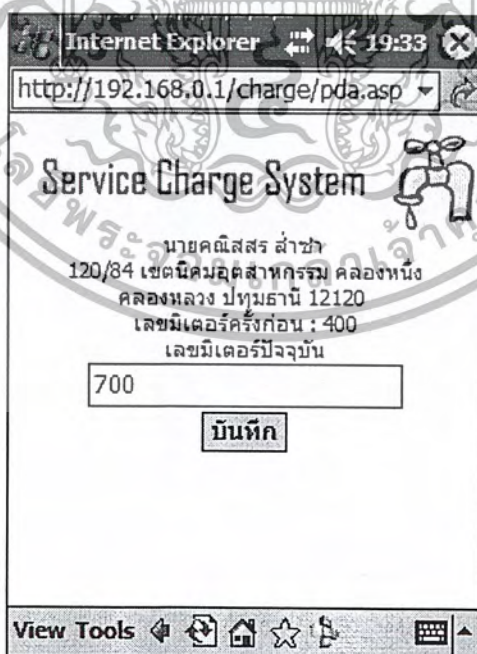 Internet Explorer 19:33
http://192.168.0.1/charge/pda.asp
Service Charge System
นายคณิสสร ล่ำซำ
120/84 เขตนิคมอุตสาหกรรม คลองหนึ่ง
คลองหลวง ปทุมธานี 12120
เลขมิเตอร์ครั้งก่อน : 400
เลขมิเตอร์ปัจจุบัน
700
บันทึก
View Tools